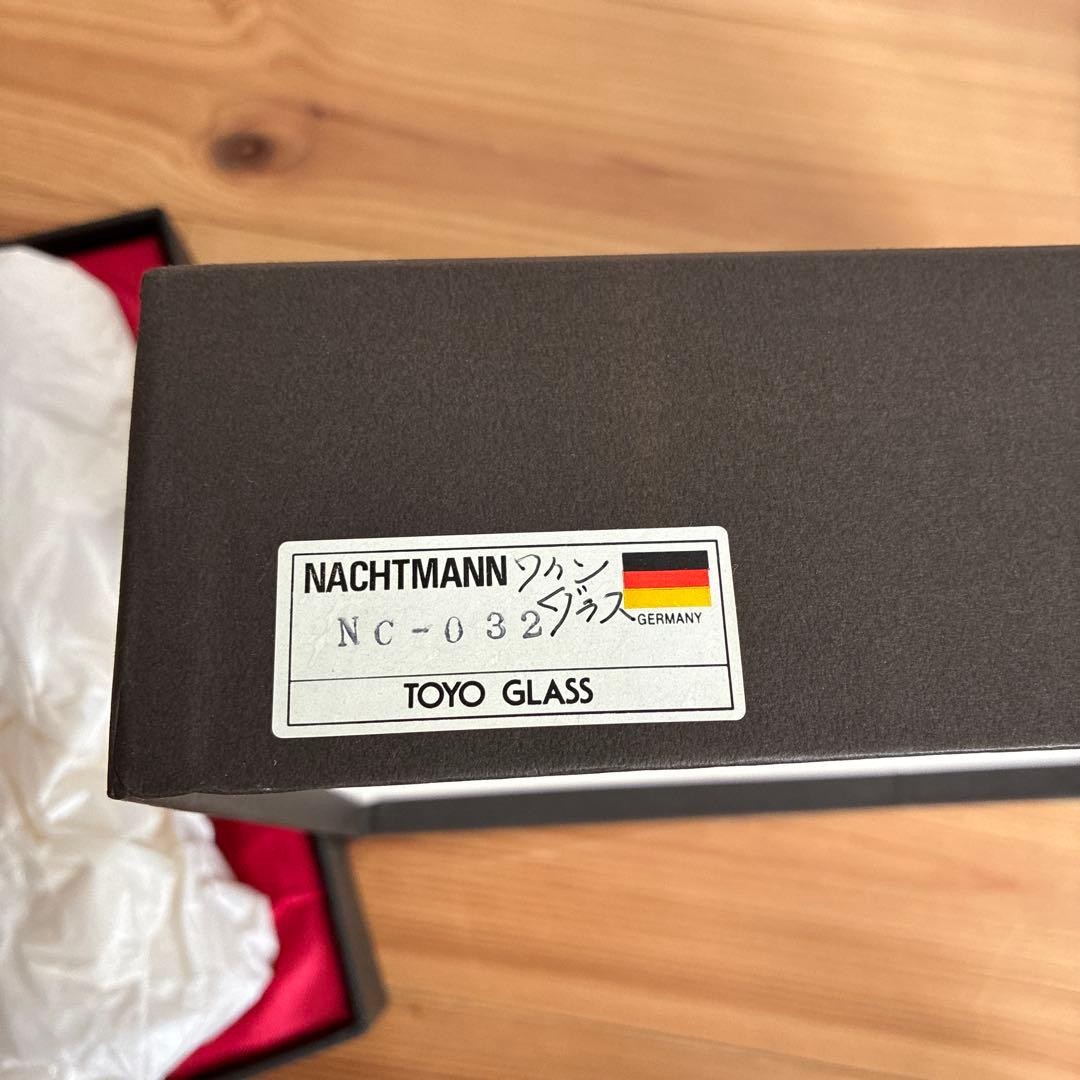 NACHTMANN
ワイン
グラス
NC-032
GERMANY
TOYO GLASS